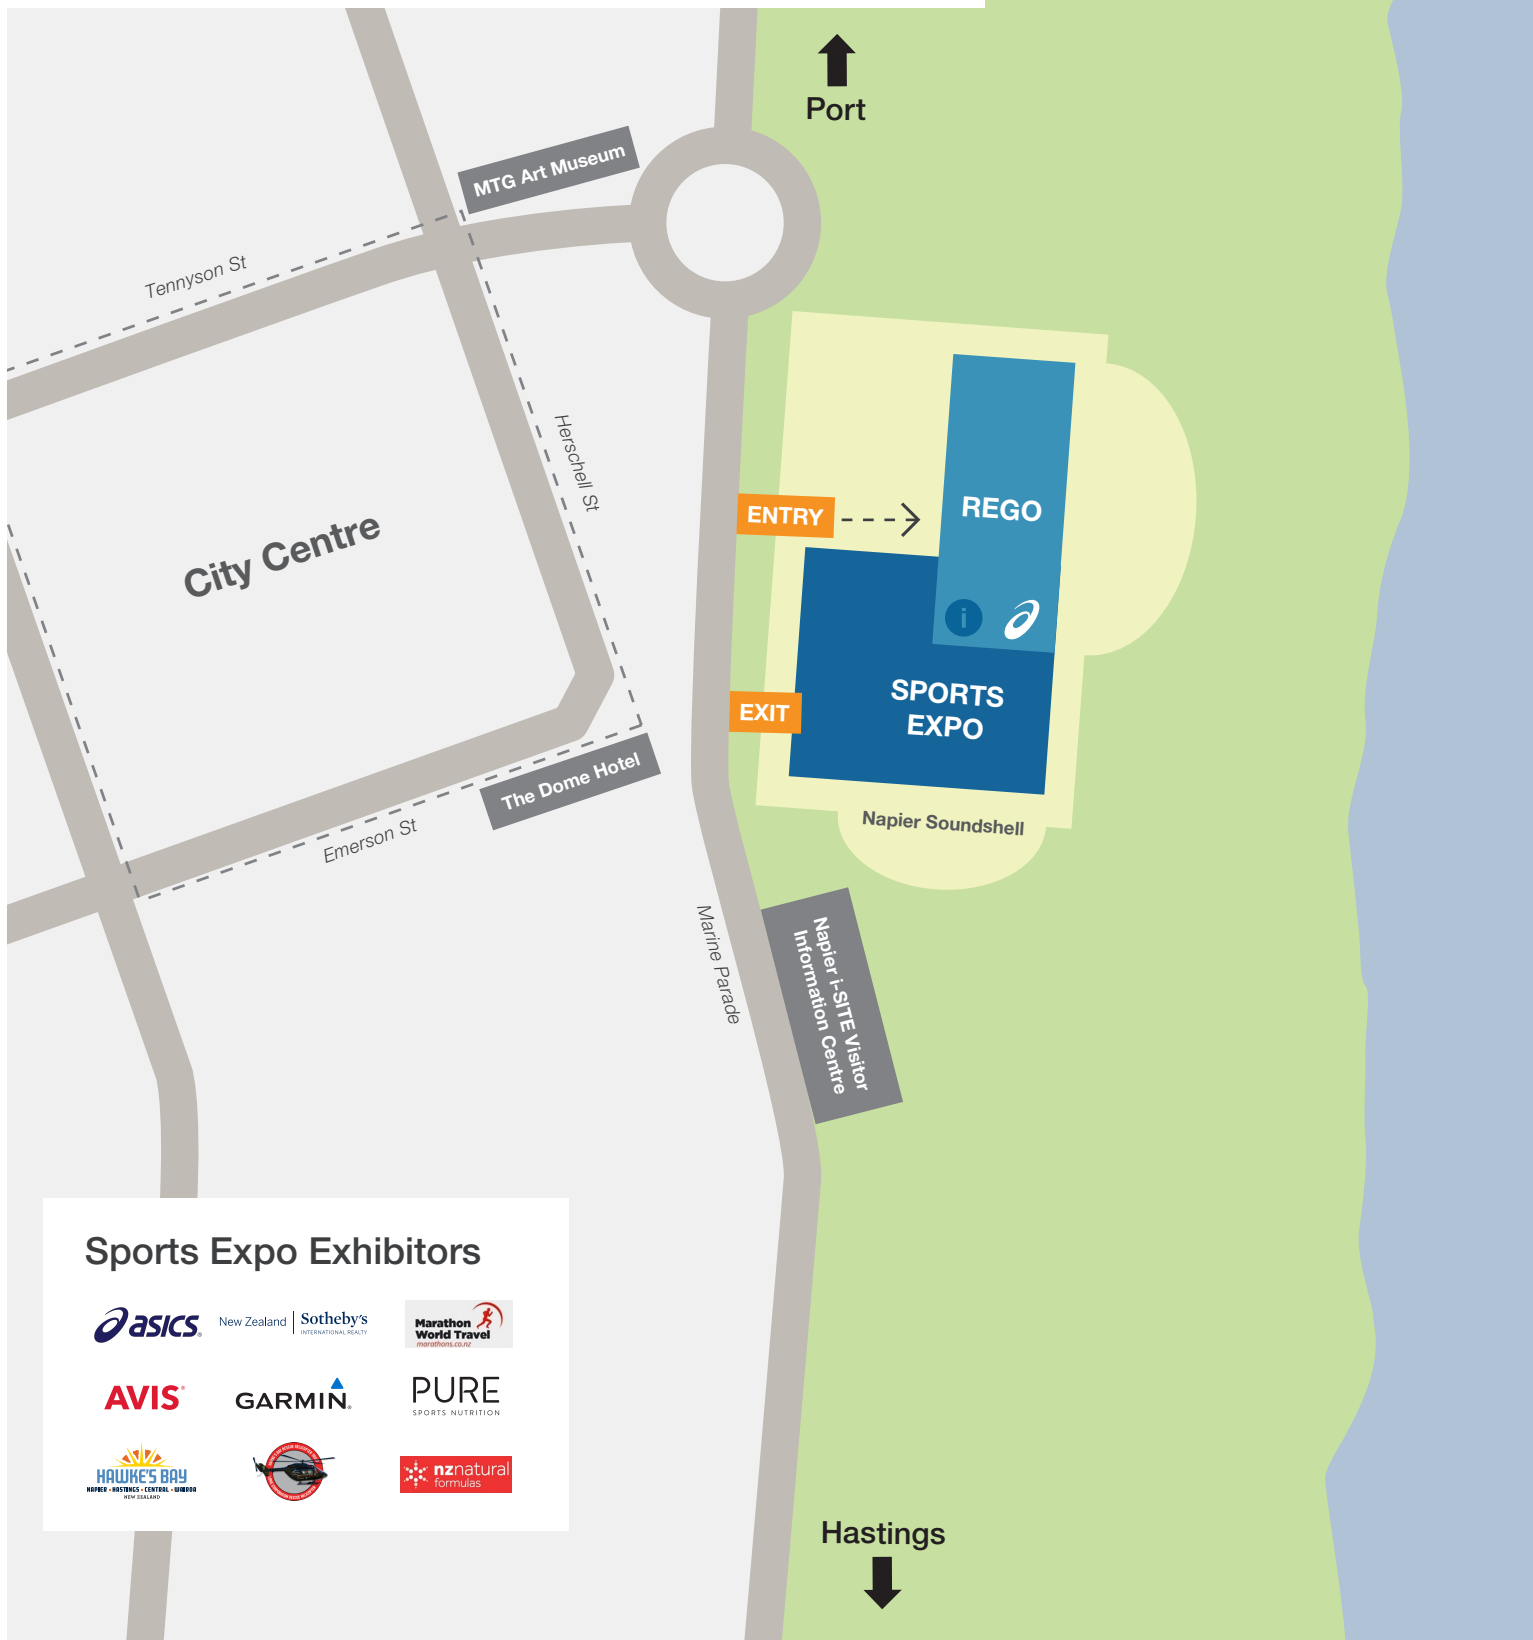 Port
MTG Art Museum
Tennyson St
Herschell St
City Centre
ENTRY
REGO
i
SPORTS
EXPO
EXIT
The Dome Hotel
Emerson St
Napier Soundshell
Marine Parade
Napier i-SITE Visitor
Information Centre
Sports Expo Exhibitors
asics
New Zealand | Sotheby's
INTERNATIONAL REALTY
Marathon
World Travel
marathons.co.nz
AVIS
GARMIN
PURE
SPORTS NUTRITION
HAWKE'S BAY
NAPIER • HASTINGS • CENTRAL • WAIROA
NEW ZEALAND
nznatural
formulas
Hastings